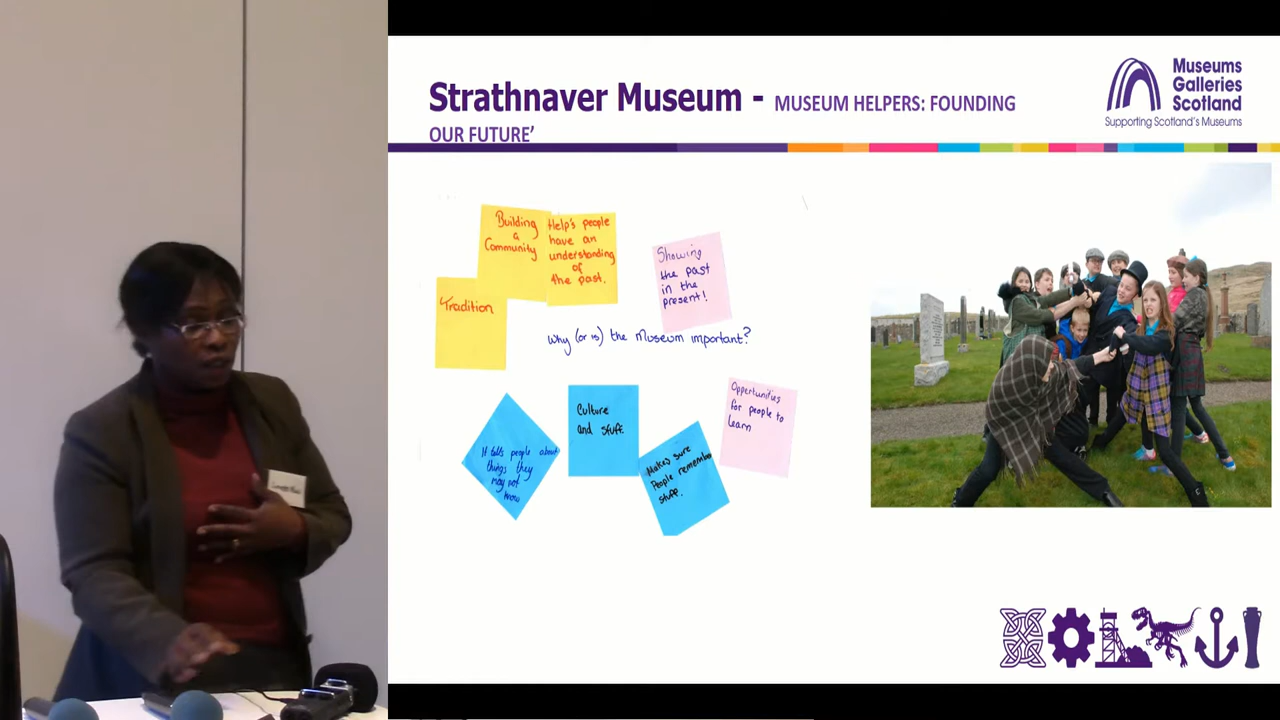 Strathnaver Museum - MUSEUM HELPERS: FOUNDING
OUR FUTURE’
Museums
Galleries
Scotland
Supporting Scotland's Museums
Building
a
Community
Help's people
have an
understanding
of
the past.
Showing
the past
in the
present!
Tradition
Why (or is) the Museum important?
Opportunities
for people to
learn
Culture
and stuff.
It tells people about
things they
may not
know
Makes sure
People remember
stuff.